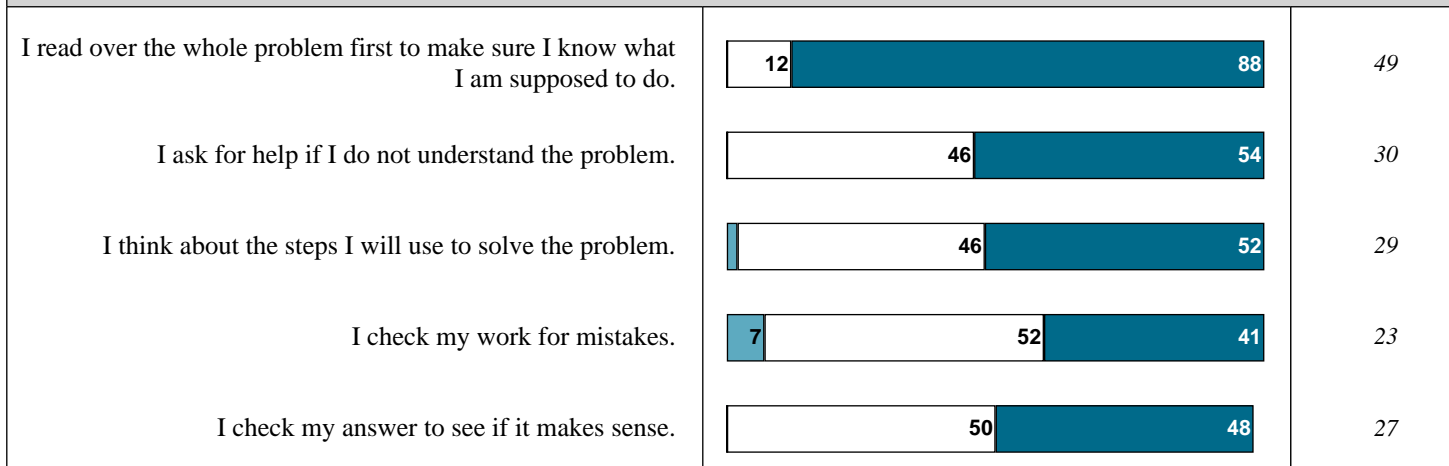 I read over the whole problem first to make sure I know what
I am supposed to do.
12 88 49
I ask for help if I do not understand the problem.
46 54 30
I think about the steps I will use to solve the problem.
46 52 29
I check my work for mistakes.
7 52 41 23
I check my answer to see if it makes sense.
50 48 27